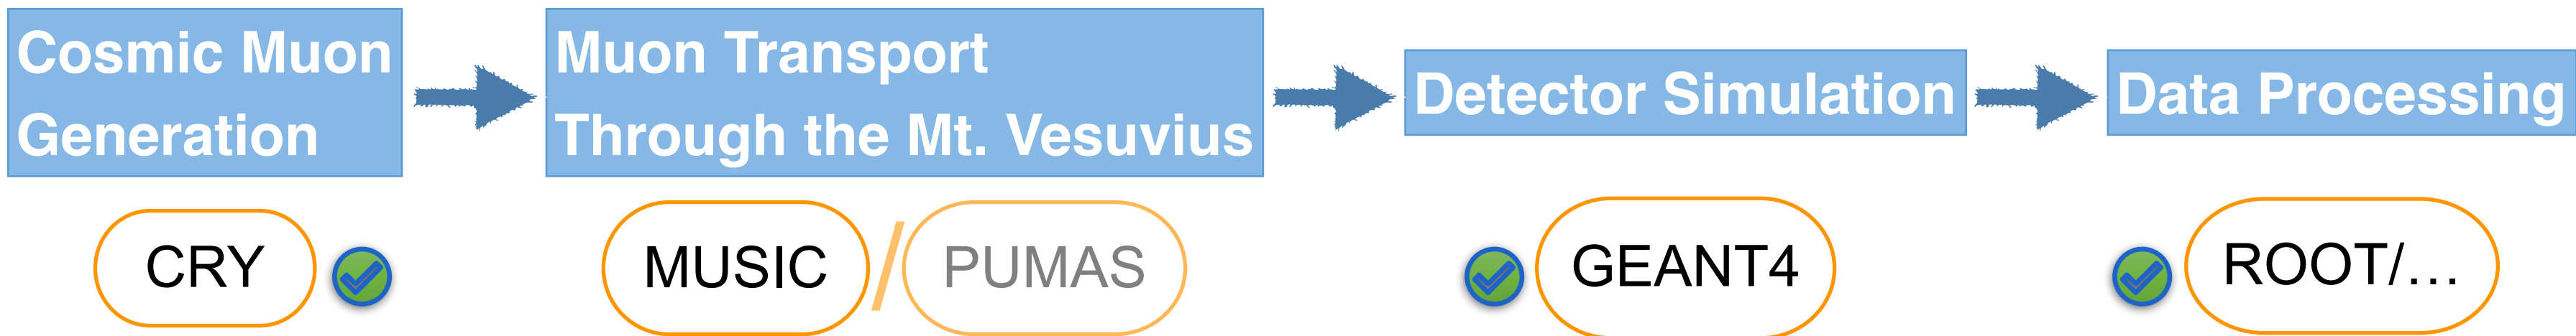 Cosmic Muon
Generation
Muon Transport
Through the Mt. Vesuvius
Detector Simulation
Data Processing
CRY
MUSIC / PUMAS
GEANT4
ROOT/…